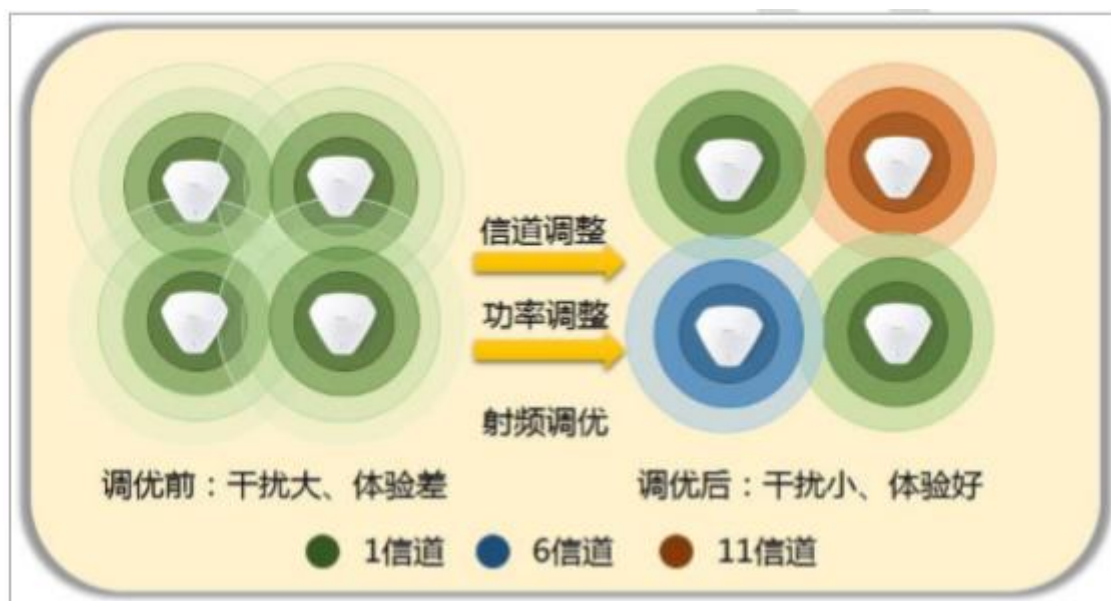 信道调整
功率调整
射频调优
调优前：干扰大、体验差
调优后：干扰小、体验好
1信道 6信道 11信道